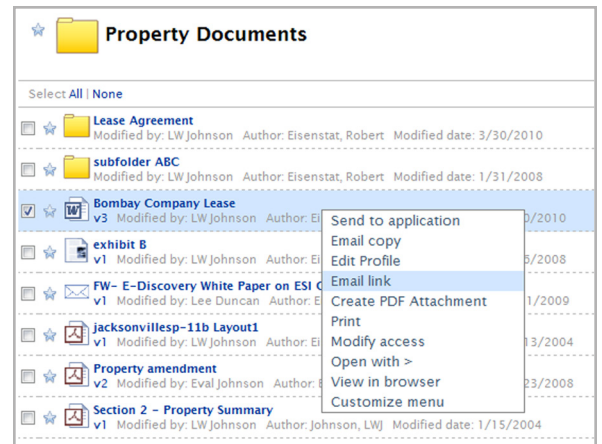 Property Documents
Select All | None
Lease Agreement
Modified by: LW Johnson Author: Eisenstat, Robert Modified date: 3/30/2010
subfolder ABC
Modified by: LW Johnson Author: Eisenstat, Robert Modified date: 1/31/2008
Bombay Company Lease
v3 Modified by: LW Johnson Author: Ei 0/2010
exhibit B
v1 Modified by: LW Johnson Author: Ei /2008
FW- E-Discovery White Paper on ESI
v1 Modified by: Lee Duncan Author: E 1/2009
jacksonvillesp-11b Layout1
v1 Modified by: LW Johnson Author: Ei 13/2004
Property amendment
v2 Modified by: Eval Johnson Author: 23/2008
Section 2 - Property Summary
v1 Modified by: LW Johnson Author: Johnson, LWJ Modified date: 1/15/2004
Send to application
Email copy
Edit Profile
Email link
Create PDF Attachment
Print
Modify access
Open with >
View in browser
Customize menu